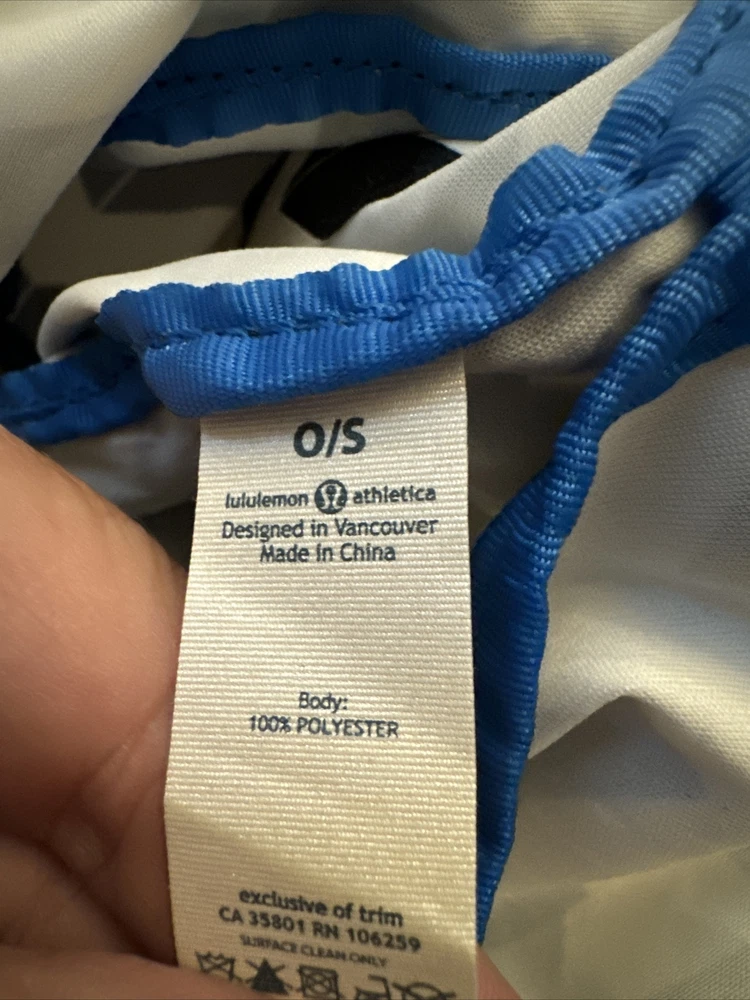 O/S
lululemon athletica
Designed in Vancouver
Made in China
Body:
100% POLYESTER
exclusive of trim
CA 35801 RN 106259
SURFACE CLEAN ONLY